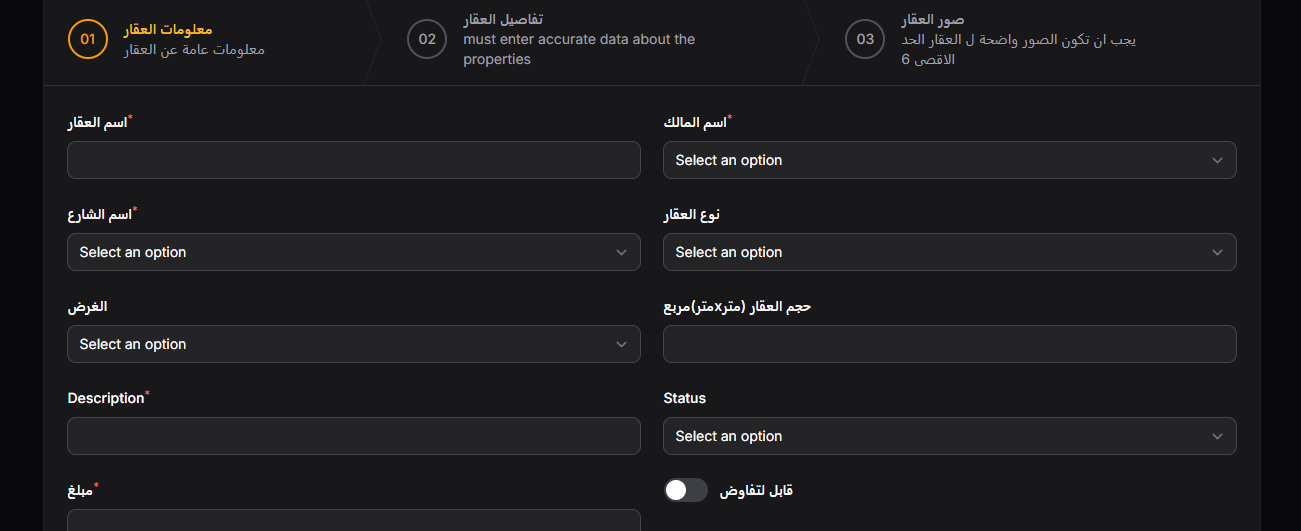 01
معلومات العقار
معلومات عامة عن العقار
02
تفاصيل العقار
must enter accurate data about the
properties
03
صور العقار
يجب ان تكون الصور واضحة ل العقار الحد
الاقصى 6
اسم العقار*
اسم المالك*
Select an option
اسم الشارع*
Select an option
نوع العقار
Select an option
الغرض
Select an option
حجم العقار (مترxمتر)مربع
Description*
Status
Select an option
مبلغ*
قابل لتفاوض